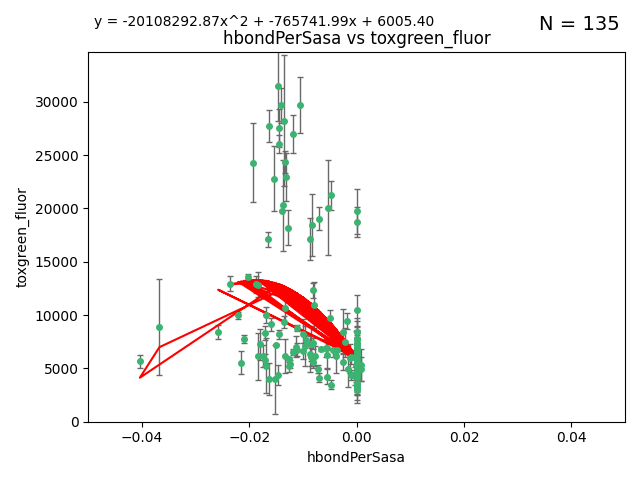 y = -20108292.87x^2 + -765741.99x + 6005.40
N = 135
hbondPerSasa vs toxgreen_fluor
toxgreen_fluor
30000
25000
20000
15000
10000
5000
0
−0.04
−0.02
0.00
0.02
0.04
hbondPerSasa